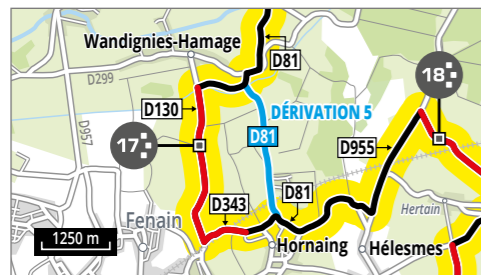 Wandignies-Hamage
D81
18
D299
D130
DÉRIVATION 5
D957
17
D81
D955
D81
D343
Hertain
Fenain
1250 m
Hornaing
Hélesmes